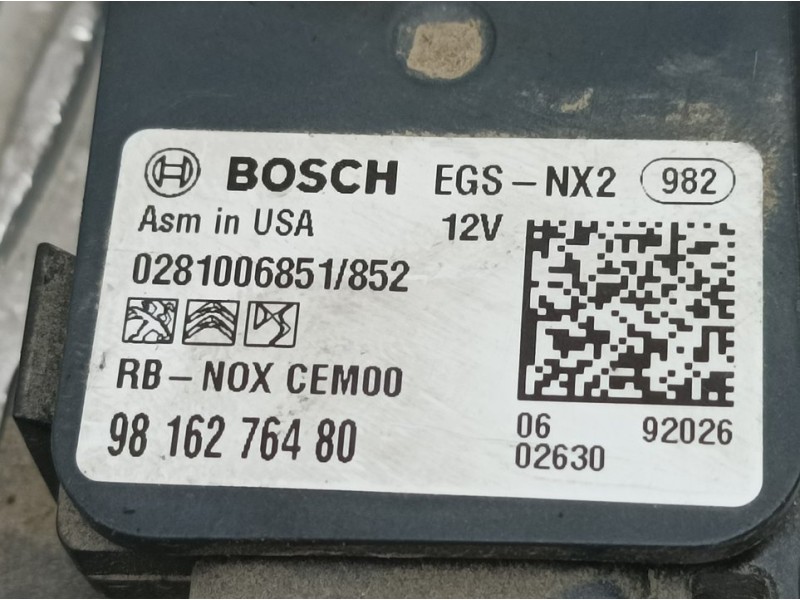 BOSCH EGS-NX2 982
Asm in USA 12V
0281006851/852
RB-NOX CEM00
98 162 764 80
06 92026
02630